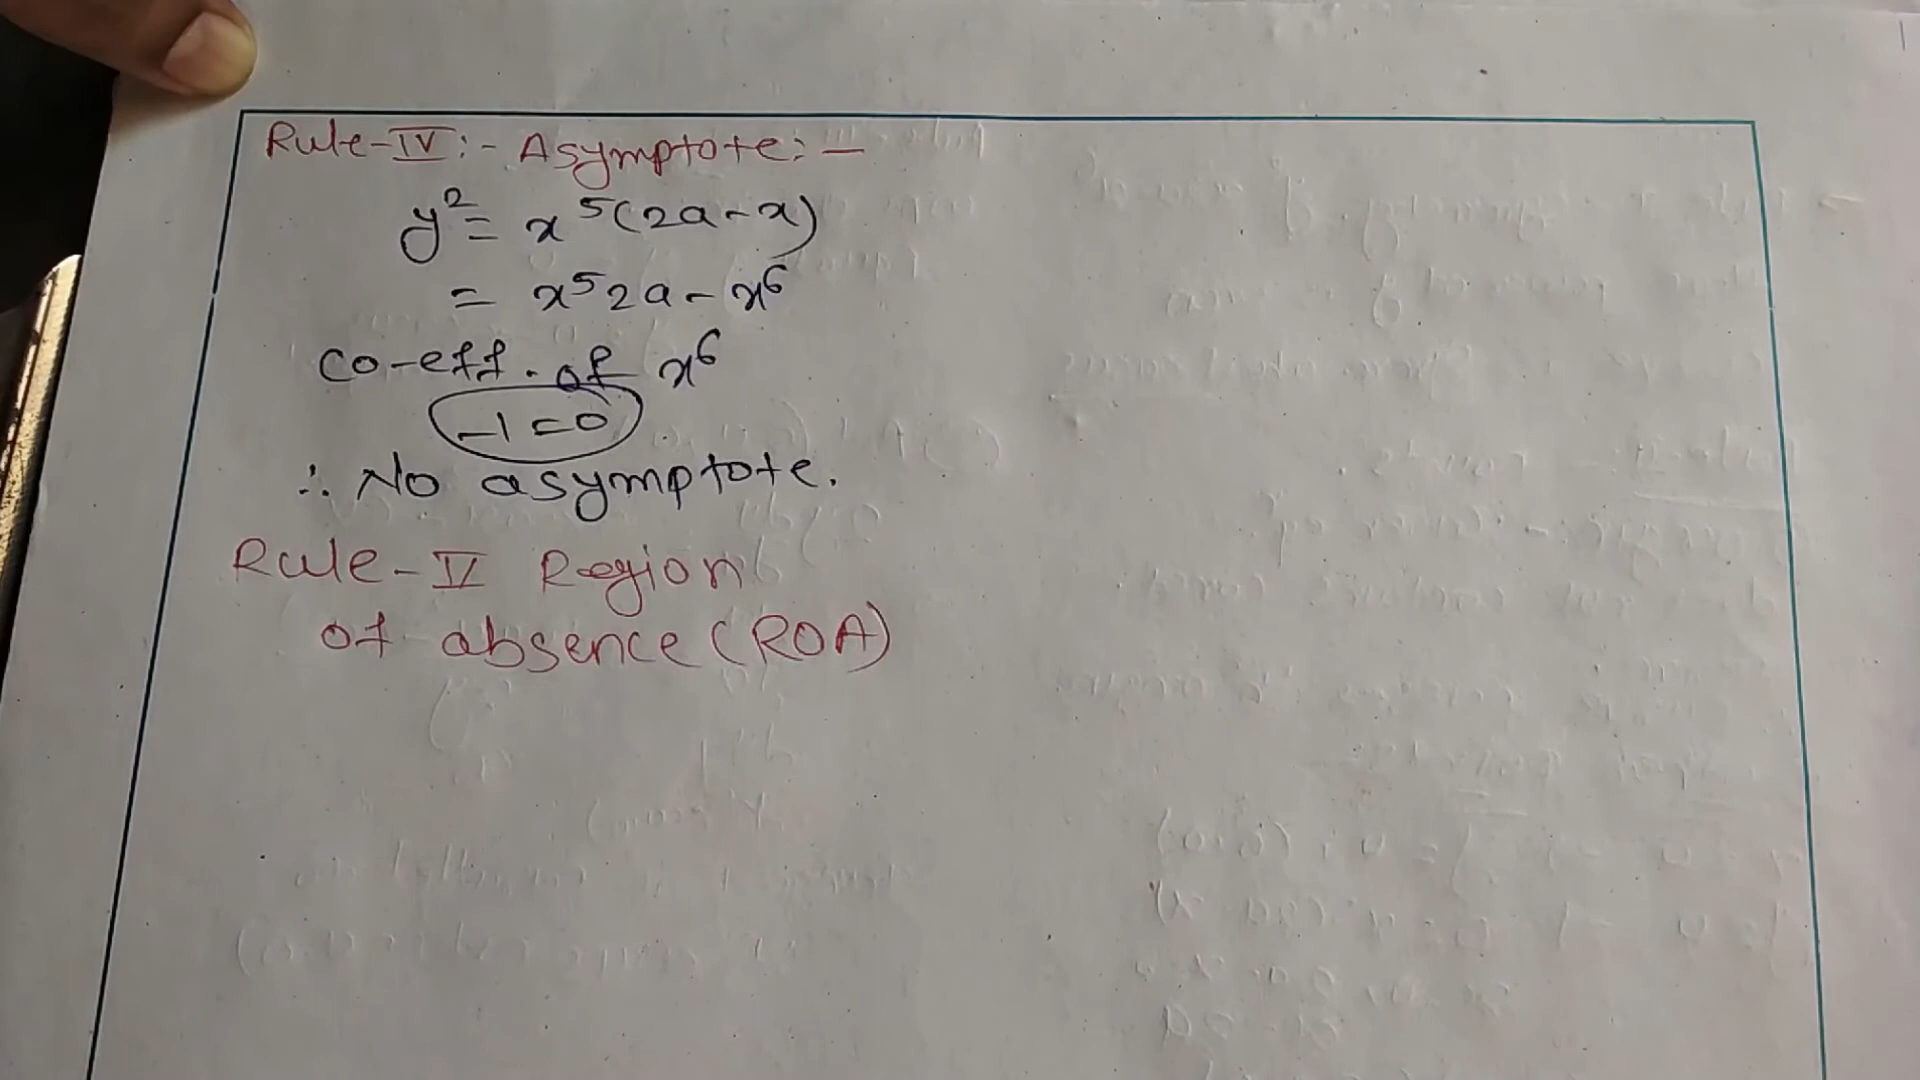 Rule-IV:- Asymptote:-
y²= x⁵(2a-x)
= x⁵2a-x⁶
co-eff. of x⁶
-1=0
∴ No asymptote.
Rule-V Region
of absence (ROA)